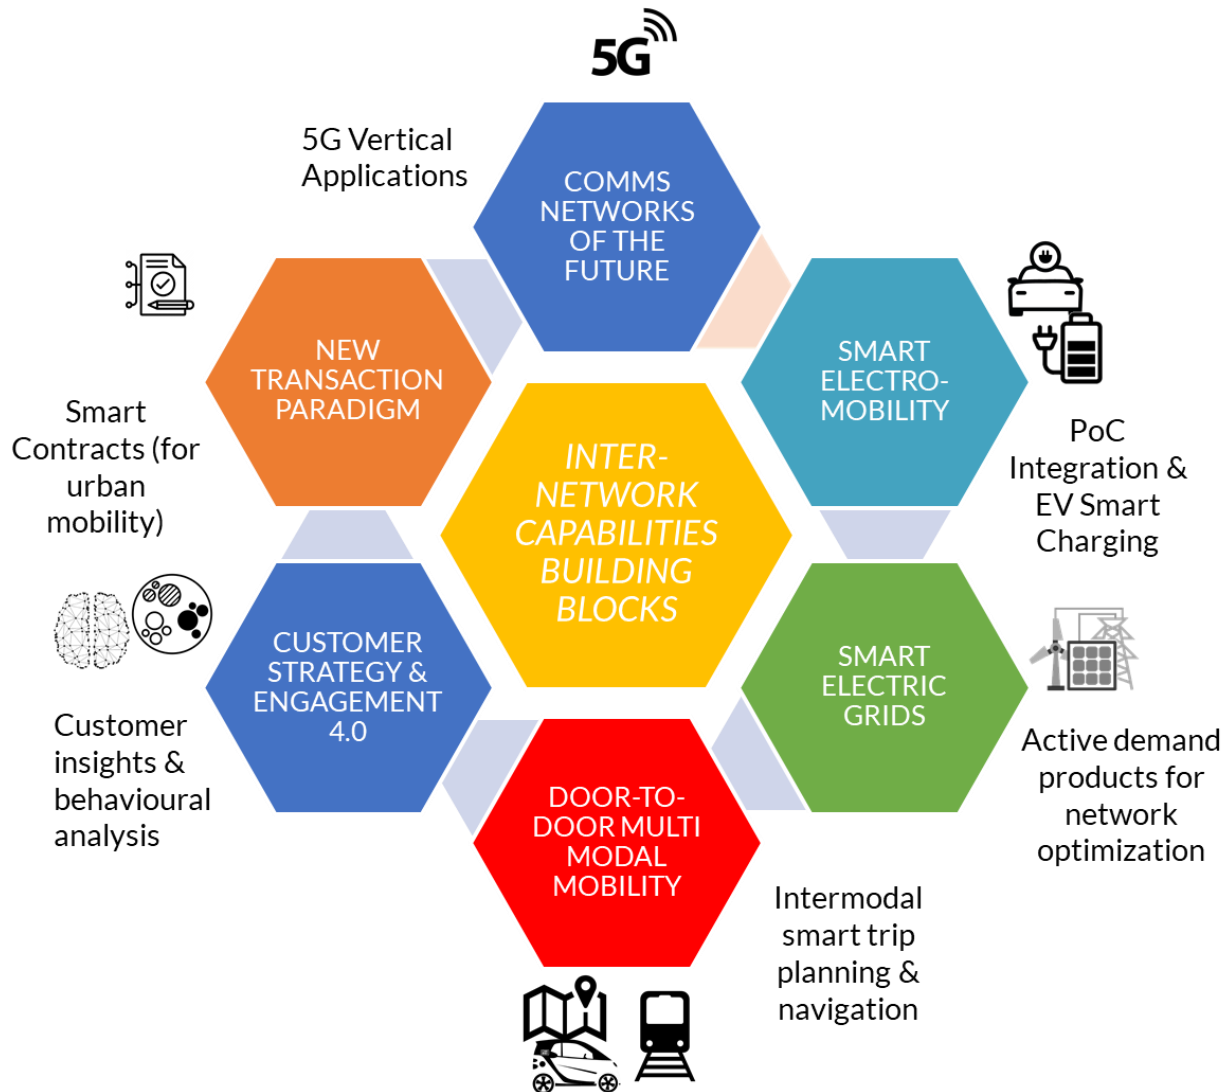 5G
5G Vertical
Applications
COMMS
NETWORKS
OF THE
FUTURE
NEW
TRANSACTION
PARADIGM
SMART
ELECTRO-
MOBILITY
Smart
Contracts (for
urban
mobility)
INTER-
NETWORK
CAPABILITIES
BUILDING
BLOCKS
PoC
Integration &
EV Smart
Charging
CUSTOMER
STRATEGY &
ENGAGEMENT
4.0
SMART
ELECTRIC
GRIDS
Customer
insights &
behavioural
analysis
Active demand
products for
network
optimization
DOOR-TO-
DOOR MULTI
MODAL
MOBILITY
Intermodal
smart trip
planning &
navigation